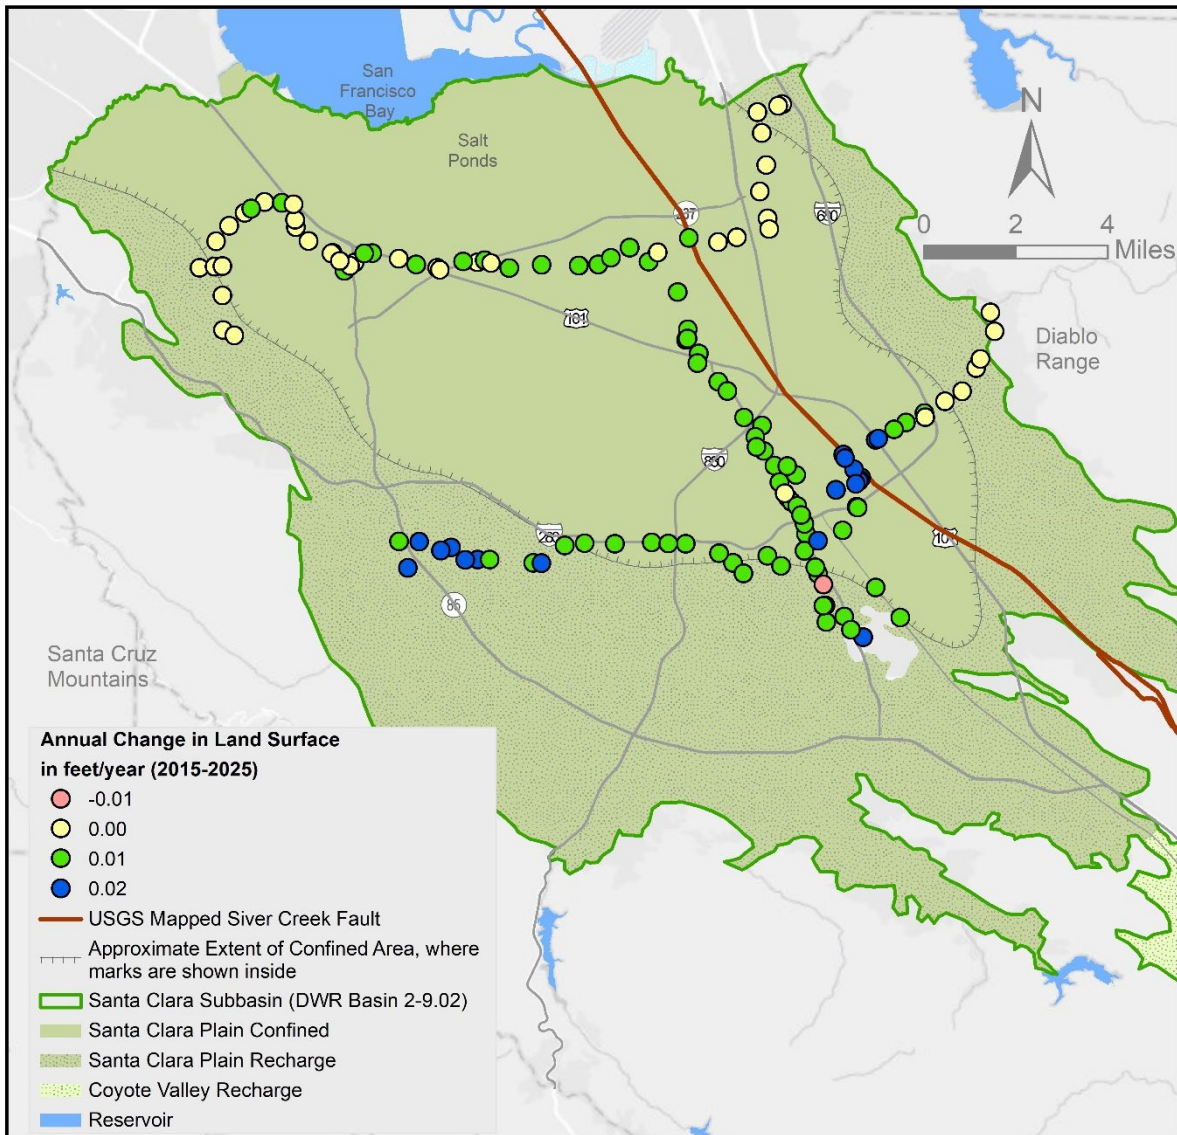 San
Francisco
Bay
Salt
Ponds
N
0 2 4
Miles
237
680
101
Diablo
Range
880
280
101
85
Santa Cruz
Mountains
Annual Change in Land Surface
in feet/year (2015-2025)
-0.01
0.00
0.01
0.02
USGS Mapped Siver Creek Fault
Approximate Extent of Confined Area, where
marks are shown inside
Santa Clara Subbasin (DWR Basin 2-9.02)
Santa Clara Plain Confined
Santa Clara Plain Recharge
Coyote Valley Recharge
Reservoir